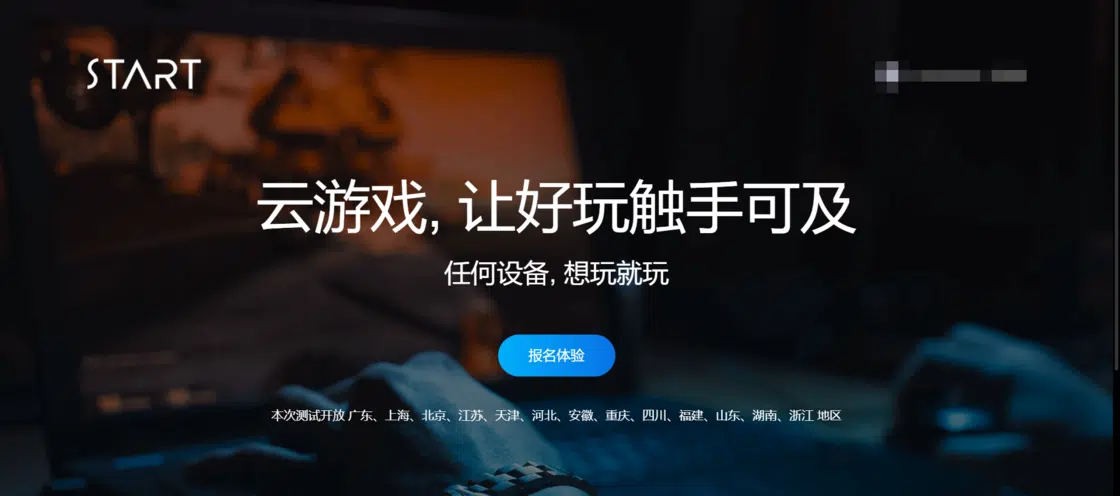 START
云游戏, 让好玩触手可及
任何设备, 想玩就玩
报名体验
本次测试开放 广东、上海、北京、江苏、天津、河北、安徽、重庆、四川、福建、山东、湖南、浙江 地区